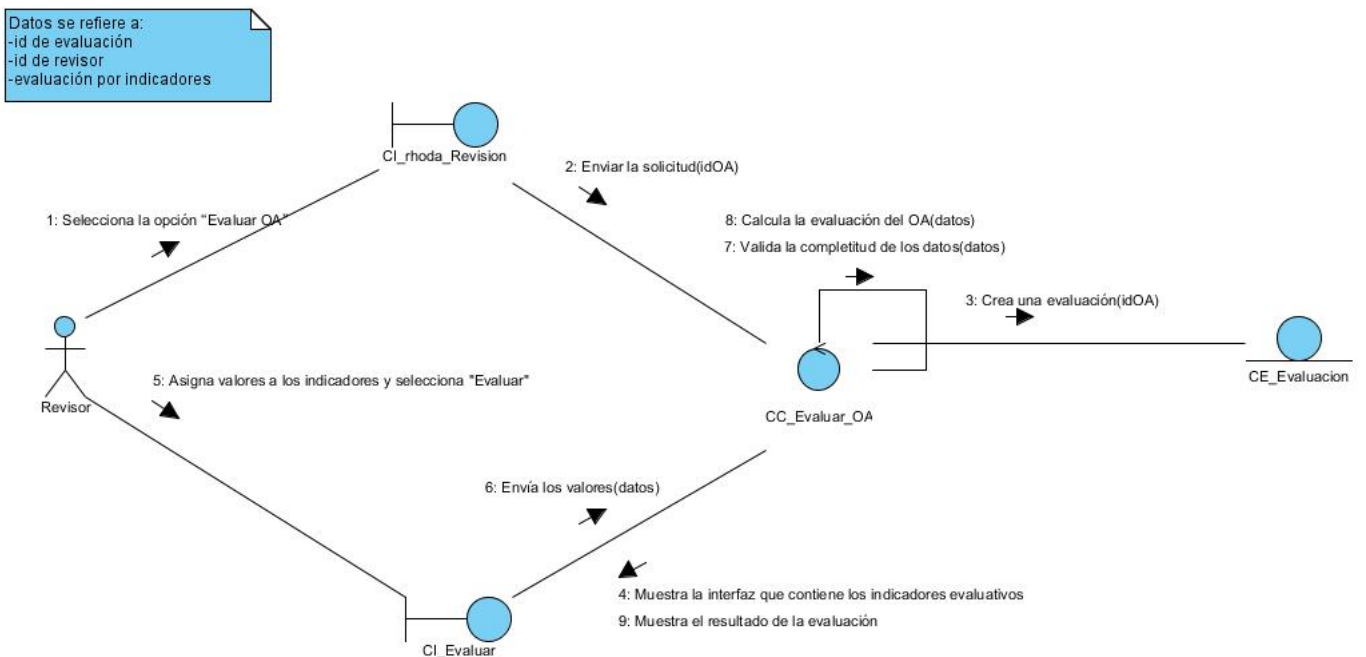 Datos se refiere a:
-id de evaluación
-id de revisor
-evaluación por indicadores
CI_rhoda_Revision
2: Enviar la solicitud(idOA)
1: Selecciona la opción "Evaluar OA"
8: Calcula la evaluación del OA(datos)
7: Valida la completitud de los datos(datos)
3: Crea una evaluación(idOA)
CE_Evaluacion
5: Asigna valores a los indicadores y selecciona "Evaluar"
Revisor
CC_Evaluar_OA
6: Envía los valores(datos)
4: Muestra la interfaz que contiene los indicadores evaluativos
9: Muestra el resultado de la evaluación
CI_Evaluar